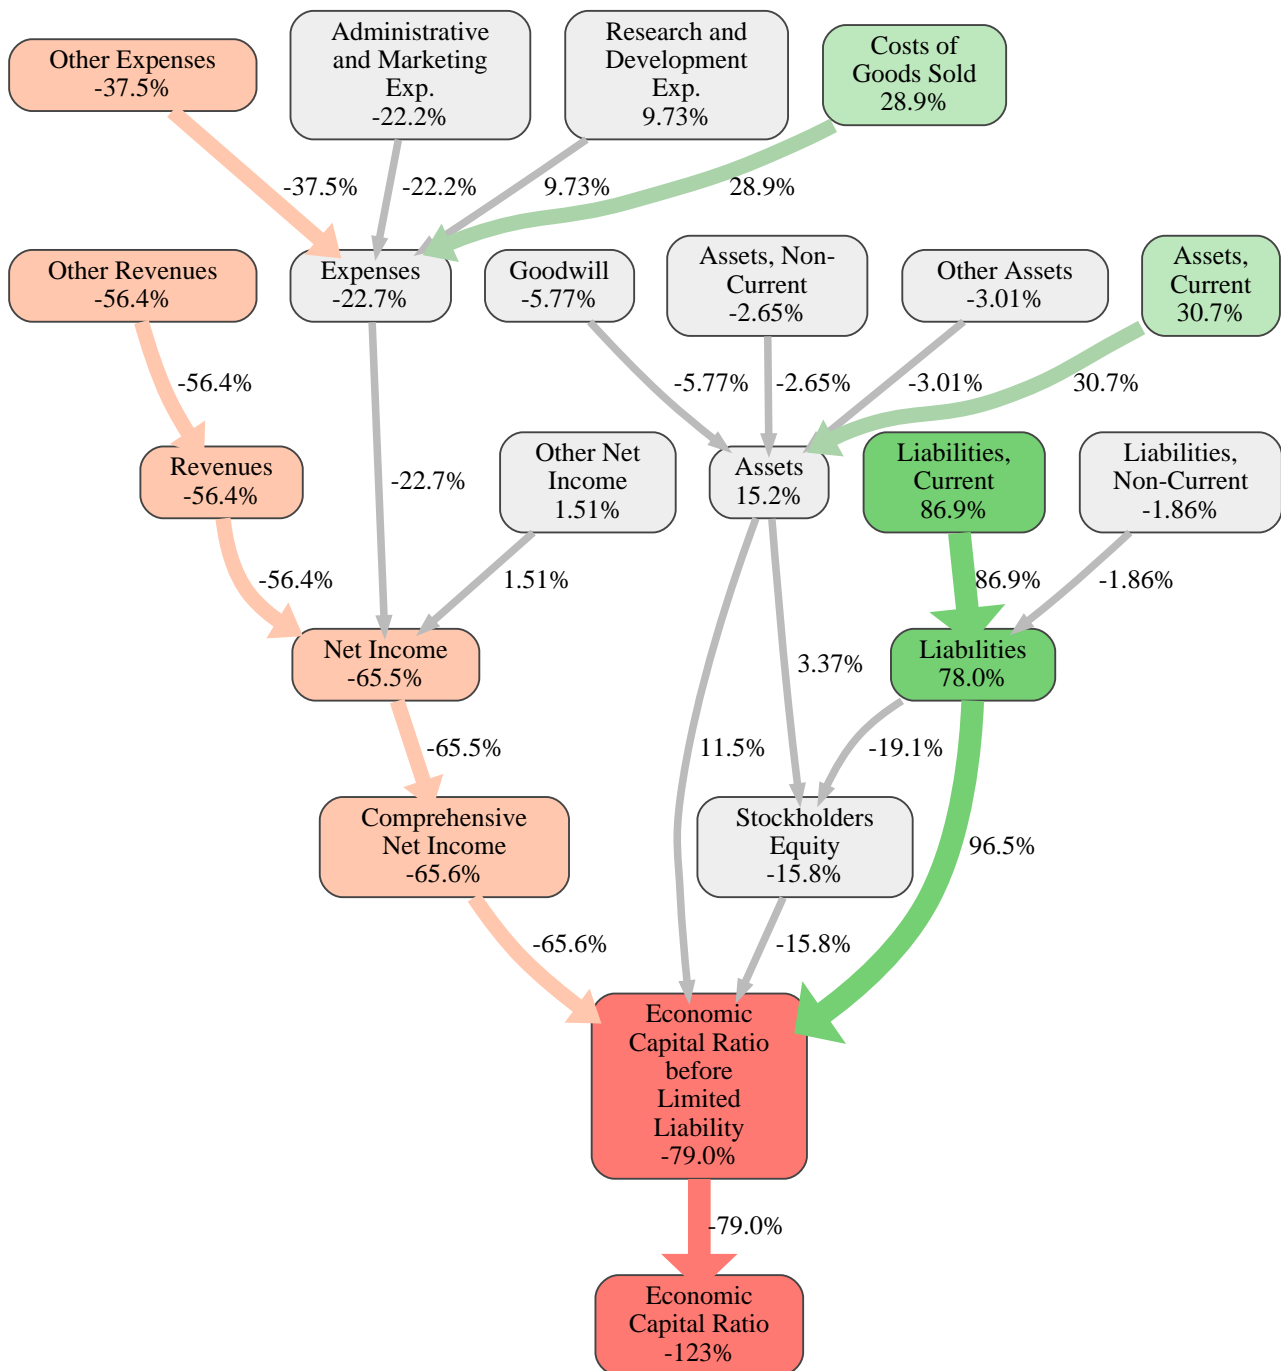 Other Expenses
-37.5%
Administrative
and Marketing
Exp.
-22.2%
Research and
Development
Exp.
9.73%
Costs of
Goods Sold
28.9%
-37.5%
-22.2%
9.73%
28.9%
Other Revenues
-56.4%
Expenses
-22.7%
Goodwill
-5.77%
Assets, Non-
Current
-2.65%
Other Assets
-3.01%
Assets,
Current
30.7%
-56.4%
-5.77%
-2.65%
-3.01%
30.7%
Revenues
-56.4%
-22.7%
Other Net
Income
1.51%
Assets
15.2%
Liabilities,
Current
86.9%
Liabilities,
Non-Current
-1.86%
-56.4%
1.51%
86.9%
-1.86%
Net Income
-65.5%
3.37%
Liabilities
78.0%
-65.5%
11.5%
-19.1%
Comprehensive
Net Income
-65.6%
Stockholders
Equity
-15.8%
96.5%
-65.6%
-15.8%
Economic
Capital Ratio
before
Limited
Liability
-79.0%
-79.0%
Economic
Capital Ratio
-123%